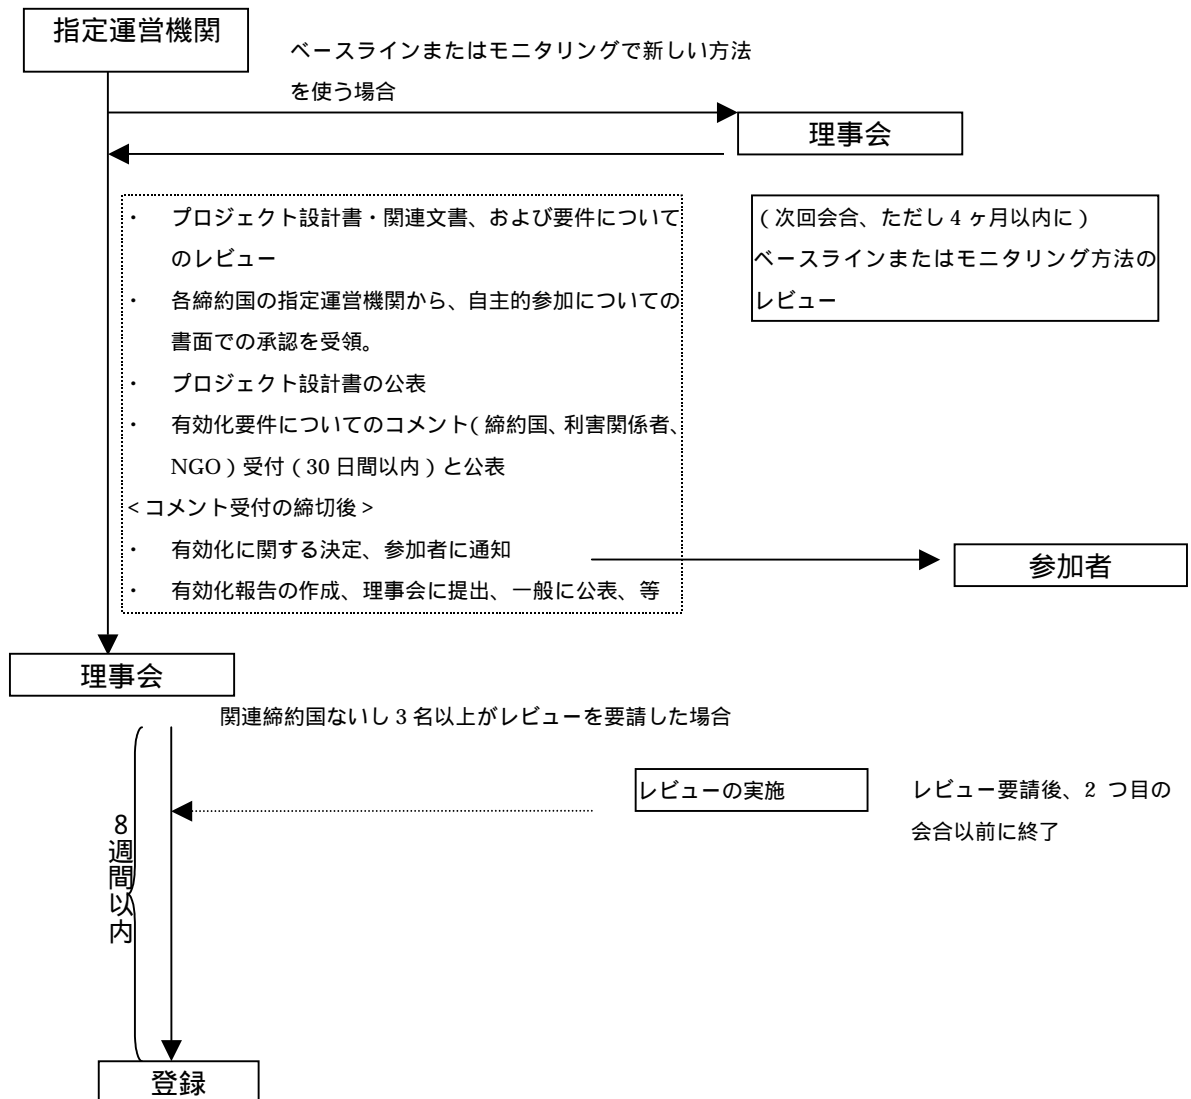 指定運営機関
ベースラインまたはモニタリングで新しい方法
を使う場合
理事会
・ プロジェクト設計書・関連文書、および要件について
のレビュー
・ 各締約国の指定運営機関から、自主的参加についての
書面での承認を受領。
・ プロジェクト設計書の公表
・ 有効化要件についてのコメント(締約国、利害関係者、
NGO)受付(30日間以内)と公表
<コメント受付の締切後>
・ 有効化に関する決定、参加者に通知
・ 有効化報告の作成、理事会に提出、一般に公表、等
(次回会合、ただし4ヶ月以内に)
ベースラインまたはモニタリング方法の
レビュー
参加者
理事会
関連締約国ないし3名以上がレビューを要請した場合
レビューの実施
レビュー要請後、2つ目の
会合以前に終了
8週間以内
登録